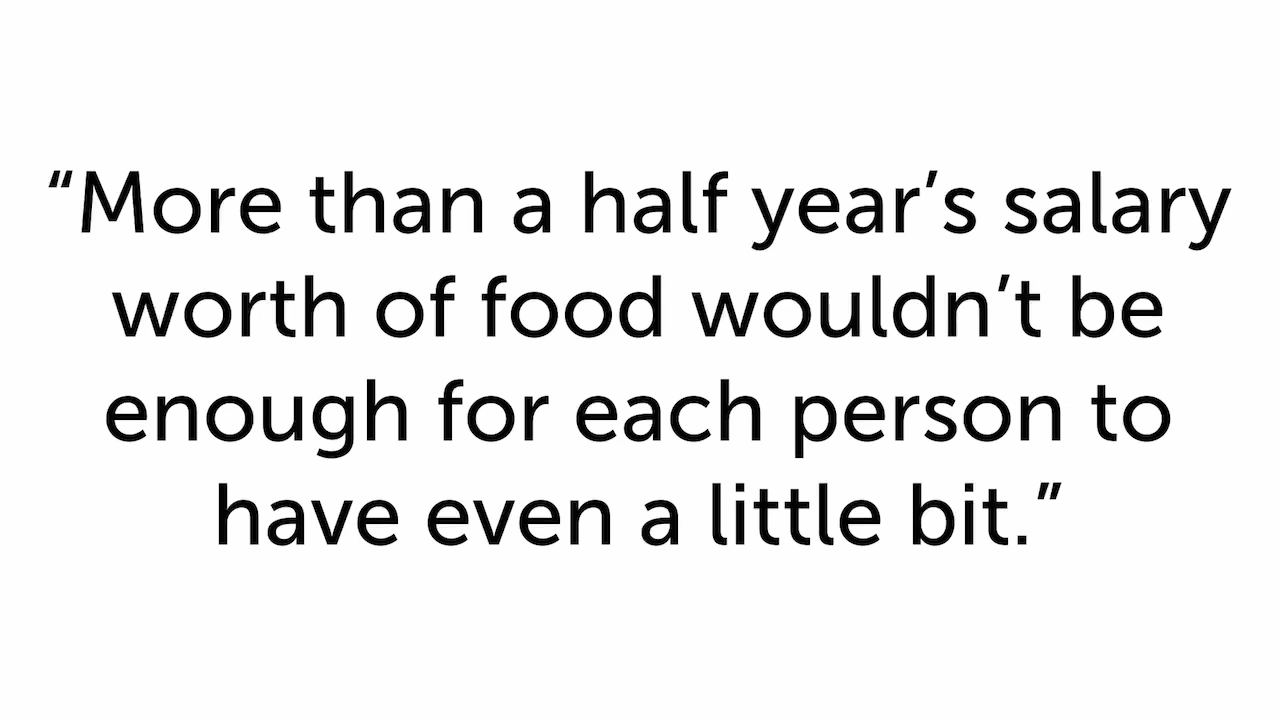 “More than a half year’s salary
worth of food wouldn’t be
enough for each person to
have even a little bit.”